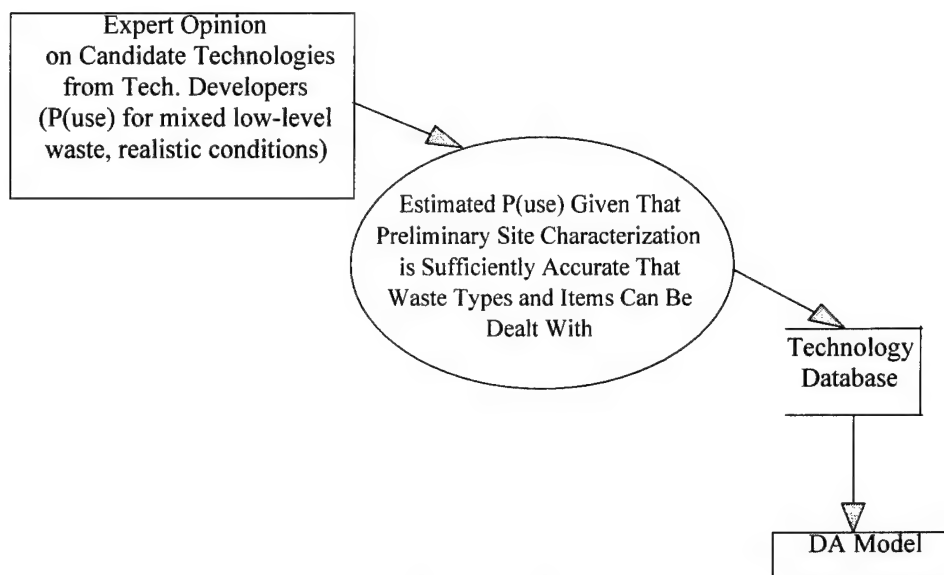 Expert Opinion
on Candidate Technologies
from Tech. Developers
(P(use) for mixed low-level
waste, realistic conditions)
Estimated P(use) Given That
Preliminary Site Characterization
is Sufficiently Accurate That
Waste Types and Items Can Be
Dealt With
Technology
Database
DA Model